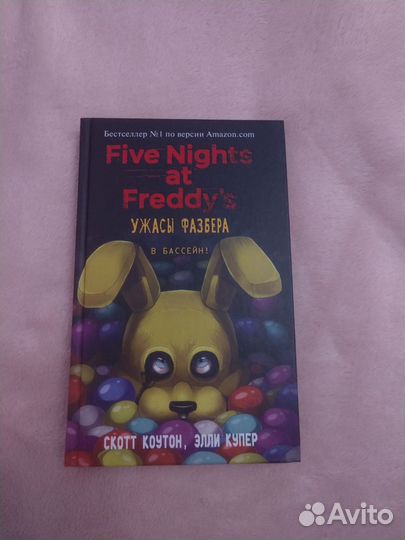 Бестселлер №1 по версии Amazon.com
Five Nights
at
Freddy's
УЖАСЫ ФАЗБЕРА
В БАССЕЙН!
СКОТТ КОУТОН, ЭЛЛИ КУПЕР
Avito